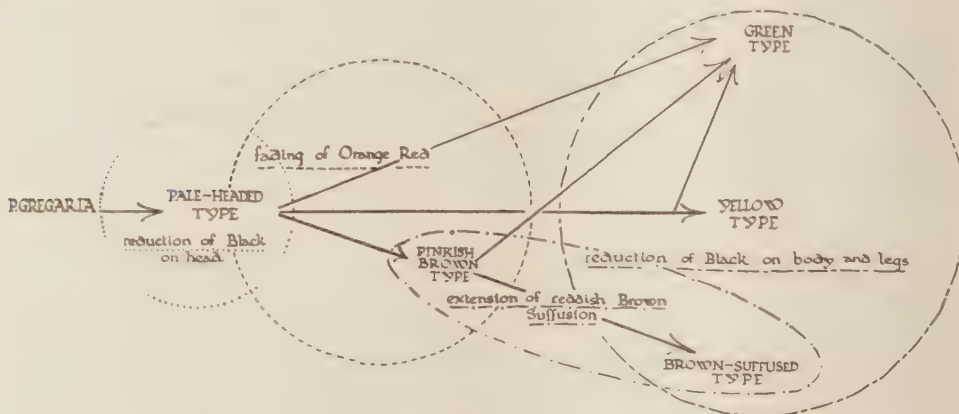 GREEN
TYPE
fading of Orange Red
P.GREGARIA
PALE-HEADED
TYPE
YELLOW
TYPE
reduction of Black
on head.
PINKISH
BROWN
TYPE
reduction of Black on body and legs
extension of reddish Brown
Suffusion
BROWN-SUFFUSED
TYPE